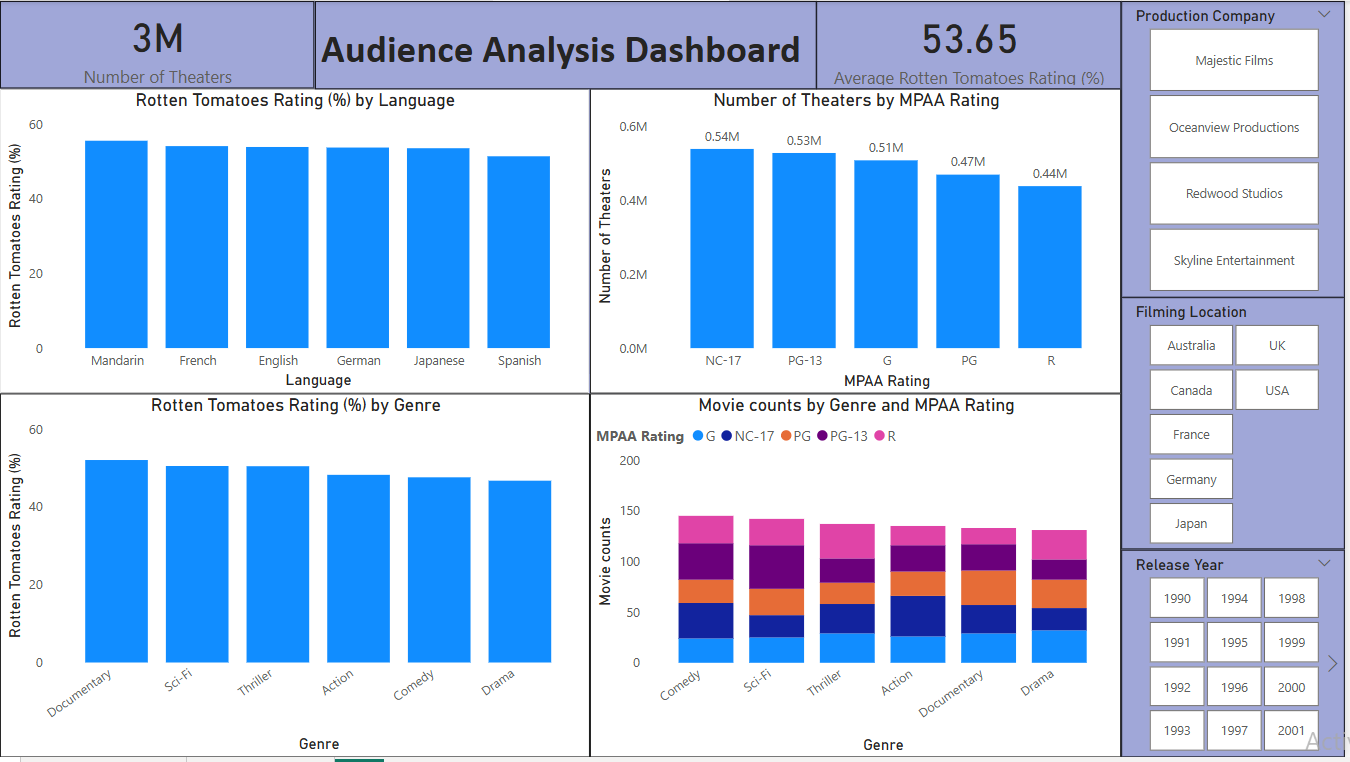 3M
Number of Theaters
Audience Analysis Dashboard
53.65
Average Rotten Tomatoes Rating (%)
Rotten Tomatoes Rating (%) by Language
Rotten Tomatoes Rating (%)
60
40
20
0
Mandarin French English German Japanese Spanish
Language
Number of Theaters by MPAA Rating
Number of Theaters
0.6M
0.4M
0.2M
0.0M
0.54M 0.53M 0.51M 0.47M 0.44M
NC-17 PG-13 G PG R
MPAA Rating
Rotten Tomatoes Rating (%) by Genre
Rotten Tomatoes Rating (%)
60
40
20
0
Documentary Sci-Fi Thriller Action Comedy Drama
Genre
Movie counts by Genre and MPAA Rating
MPAA Rating G NC-17 PG PG-13 R
Movie counts
200
150
100
50
0
Comedy Sci-Fi Thriller Action Documentary Drama
Genre
Production Company
Majestic Films
Oceanview Productions
Redwood Studios
Skyline Entertainment
Filming Location
Australia UK
Canada USA
France
Germany
Japan
Release Year
1990 1994 1998
1991 1995 1999
1992 1996 2000
1993 1997 2001